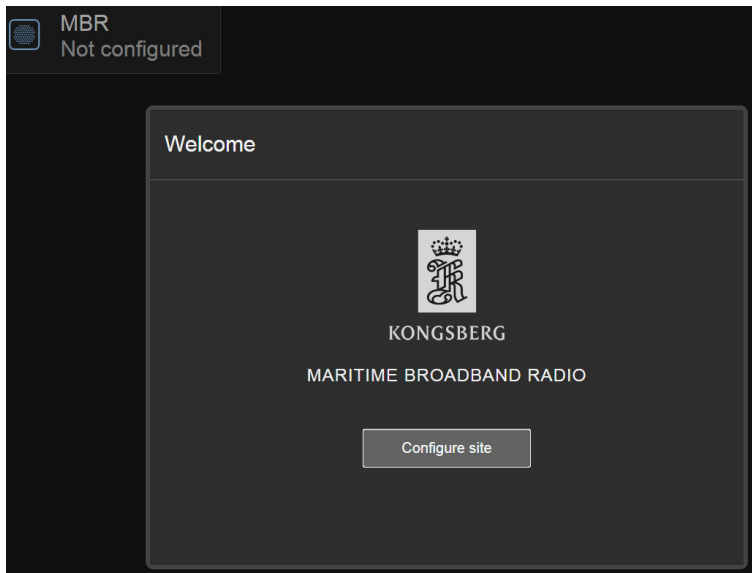 MBR
Not configured
Welcome
KONGSBERG
MARITIME BROADBAND RADIO
Configure site